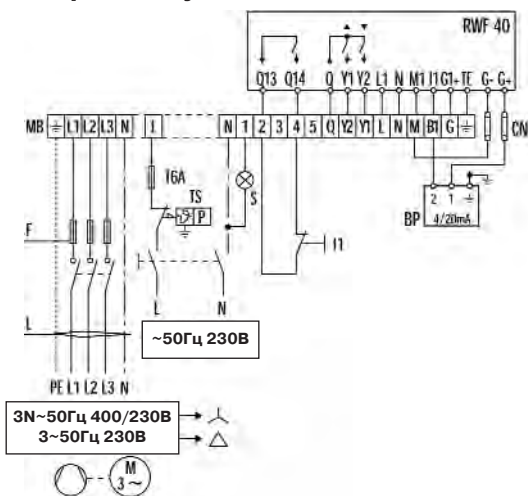 RWF 40
Q13 Q14 Q Y1 Y2 L1 N M1 I1 G1+ TE G- G+
MB L1 L2 L3 N 1 N 1 2 3 4 5 Q Y2 Y1 L N M B1 G CN
T6A
TS
P
S
F
I1
2 1
BP 4/20mA
L N
L
~50Гц 230В
PE L1 L2 L3 N
3N~50Гц 400/230В
3~50Гц 230В
M
3~